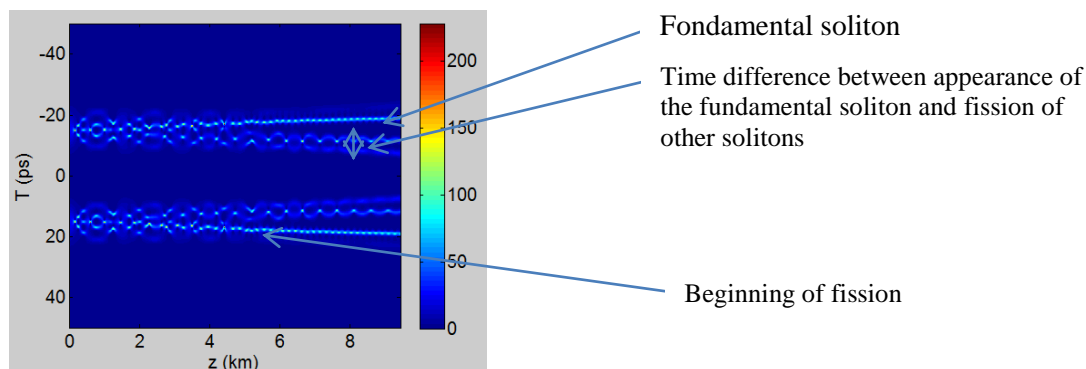 Fondamental soliton
Time difference between appearance of
the fundamental soliton and fission of
other solitons
Beginning of fission
-40
-20
0
20
40
T (ps)
0
2
4
6
8
z (km)
200
150
100
50
0